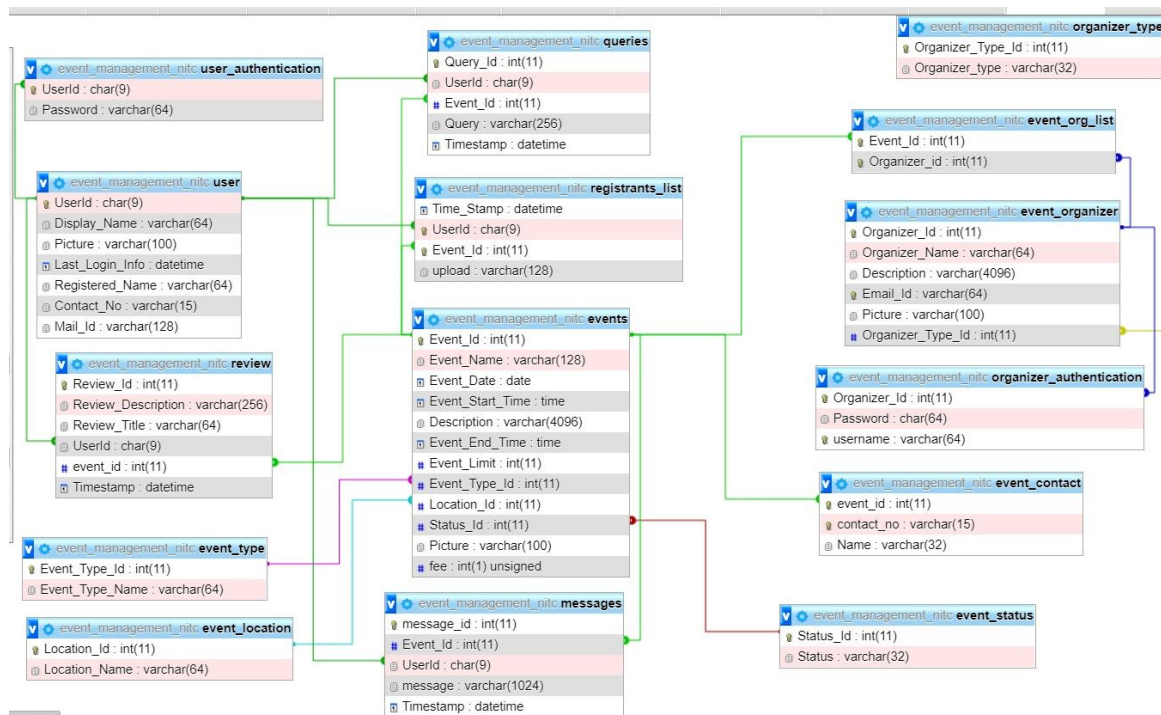 event_management_nitc user_authentication
UserId : char(9)
Password : varchar(64)
event_management_nitc user
UserId : char(9)
Display_Name : varchar(64)
Picture : varchar(100)
Last_Login_Info : datetime
Registered_Name : varchar(64)
Contact_No : varchar(15)
Mail_Id : varchar(128)
event_management_nitc review
Review_Id : int(11)
Review_Description : varchar(256)
Review_Title : varchar(64)
UserId : char(9)
event_id : int(11)
Timestamp : datetime
event_management_nitc event_type
Event_Type_Id : int(11)
Event_Type_Name : varchar(64)
event_management_nitc event_location
Location_Id : int(11)
Location_Name : varchar(64)
event_management_nitc queries
Query_Id : int(11)
UserId : char(9)
Event_Id : int(11)
Query : varchar(256)
Timestamp : datetime
event_management_nitc registrants_list
Time_Stamp : datetime
UserId : char(9)
Event_Id : int(11)
upload : varchar(128)
event_management_nitc events
Event_Id : int(11)
Event_Name : varchar(128)
Event_Date : date
Event_Start_Time : time
Description : varchar(4096)
Event_End_Time : time
Event_Limit : int(11)
Event_Type_Id : int(11)
Location_Id : int(11)
Status_Id : int(11)
Picture : varchar(100)
fee : int(1) unsigned
event_management_nitc messages
message_id : int(11)
Event_Id : int(11)
UserId : char(9)
message : varchar(1024)
Timestamp : datetime
event_management_nitc organizer_type
Organizer_Type_Id : int(11)
Organizer_type : varchar(32)
event_management_nitc event_org_list
Event_Id : int(11)
Organizer_id : int(11)
event_management_nitc event_organizer
Organizer_Id : int(11)
Organizer_Name : varchar(64)
Description : varchar(4096)
Email_Id : varchar(64)
Picture : varchar(100)
Organizer_Type_Id : int(11)
event_management_nitc organizer_authentication
Organizer_Id : int(11)
Password : char(64)
username : varchar(64)
event_management_nitc event_contact
event_id : int(11)
contact_no : varchar(15)
Name : varchar(32)
event_management_nitc event_status
Status_Id : int(11)
Status : varchar(32)